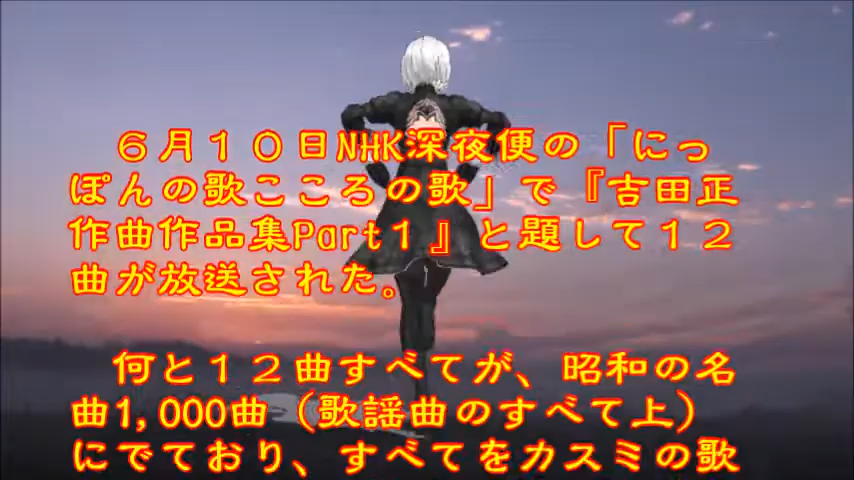 ６月１０日NHK深夜便の「にっ
ぽんの歌こころの歌」で『吉田正
作曲作品集Part１』と題して１２
曲が放送された。
何と１２曲すべてが、昭和の名
曲1,000曲（歌謡曲のすべて上）
にでており、すべてをカスミの歌